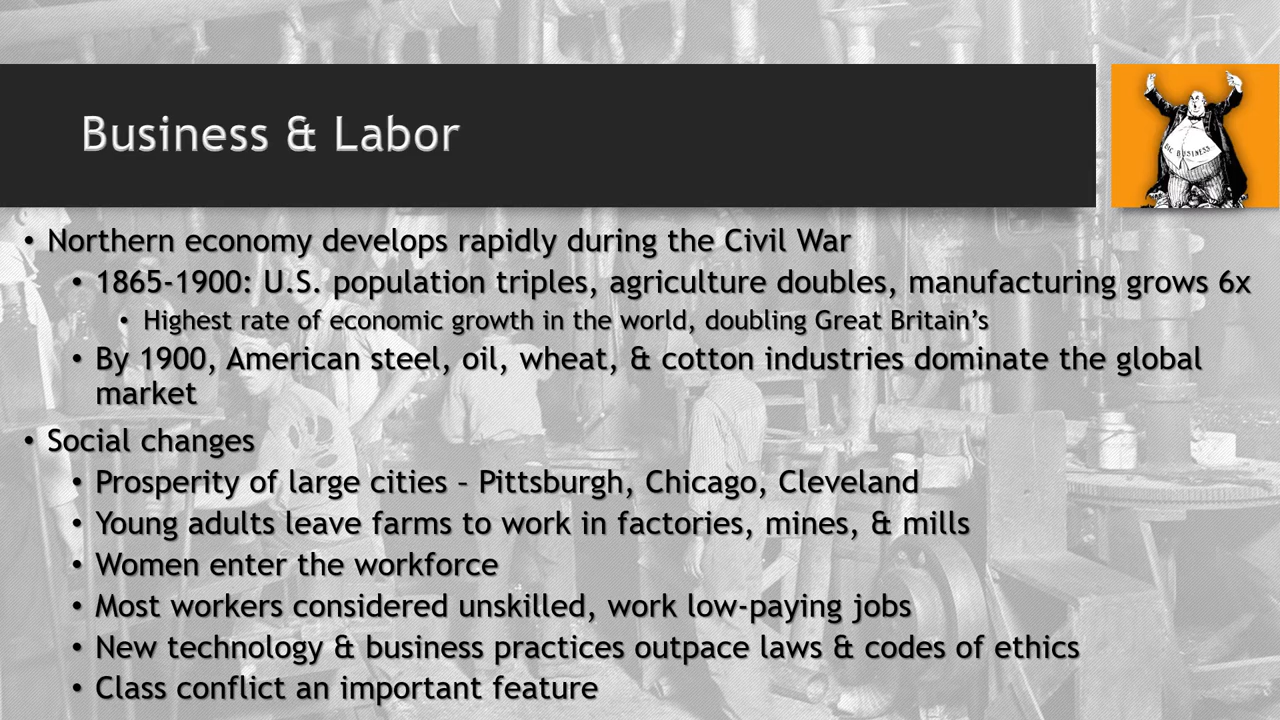 Business & Labor
BIG BUSINESS
• Northern economy develops rapidly during the Civil War
• 1865-1900: U.S. population triples, agriculture doubles, manufacturing grows 6x
• Highest rate of economic growth in the world, doubling Great Britain’s
• By 1900, American steel, oil, wheat, & cotton industries dominate the global
market
• Social changes
• Prosperity of large cities – Pittsburgh, Chicago, Cleveland
• Young adults leave farms to work in factories, mines, & mills
• Women enter the workforce
• Most workers considered unskilled, work low-paying jobs
• New technology & business practices outpace laws & codes of ethics
• Class conflict an important feature